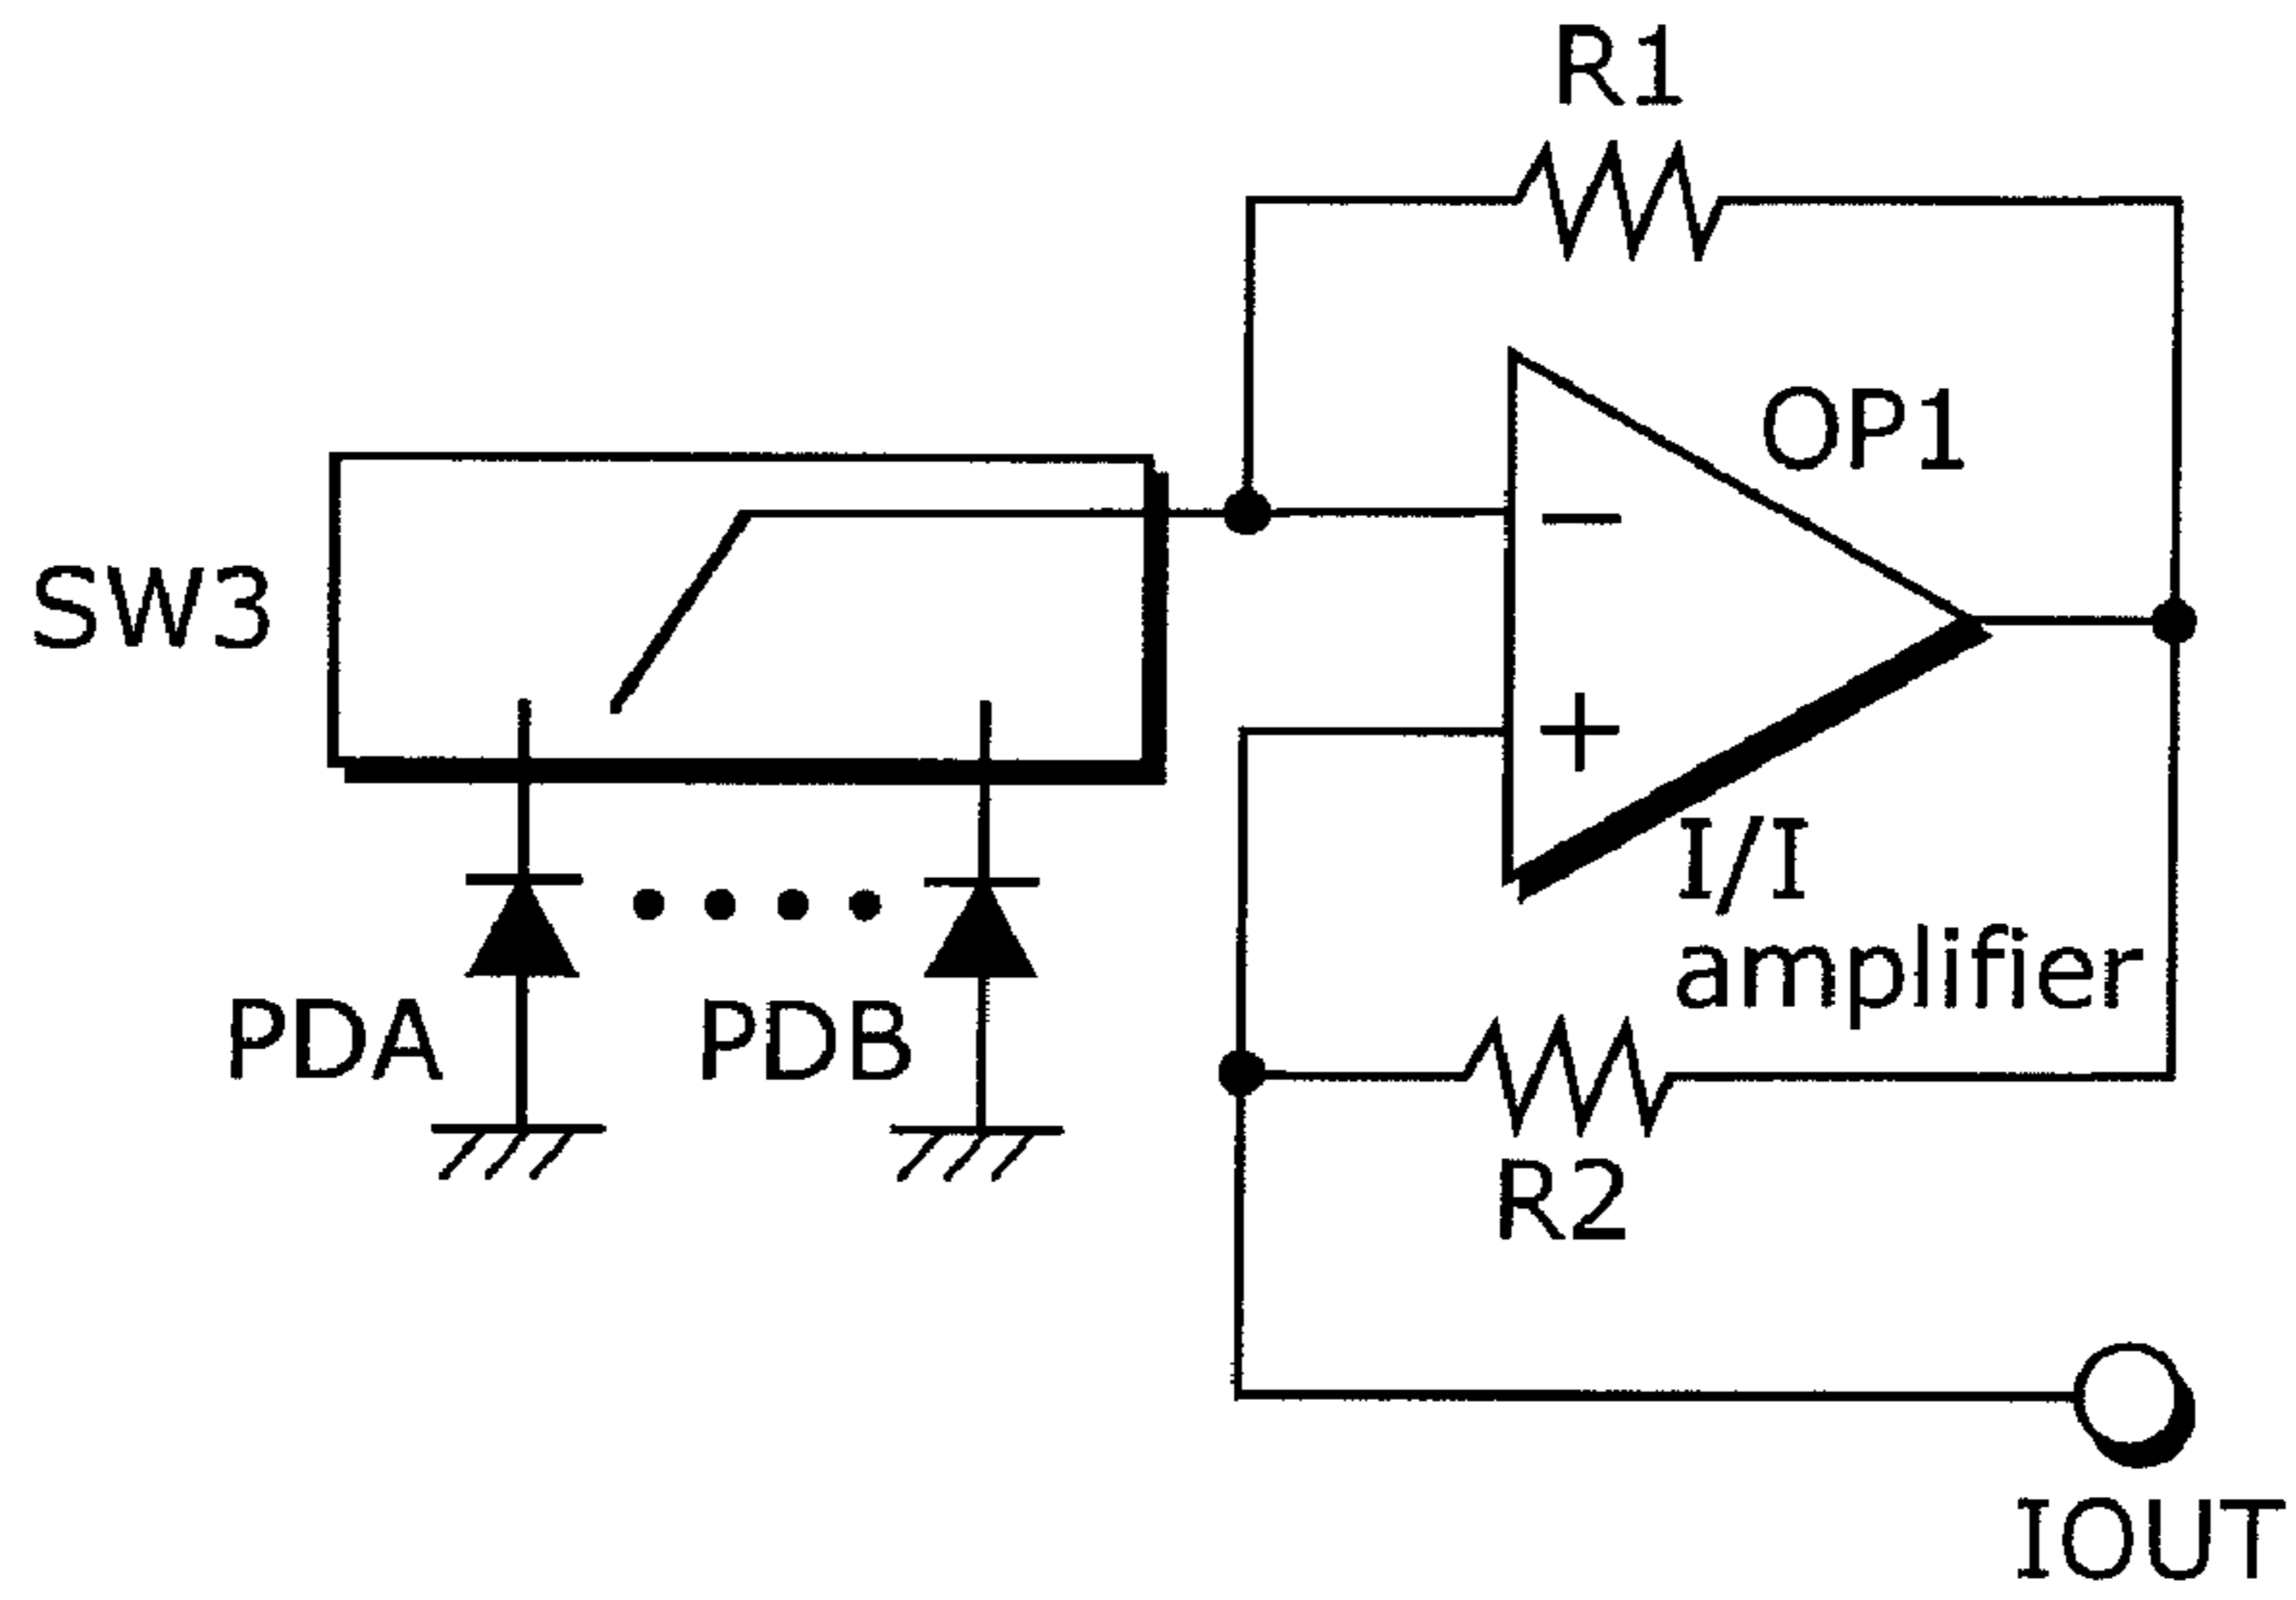 R1
OP1
−
SW3
+
I/I
amplifier
PDA
PDB
R2
IOUT